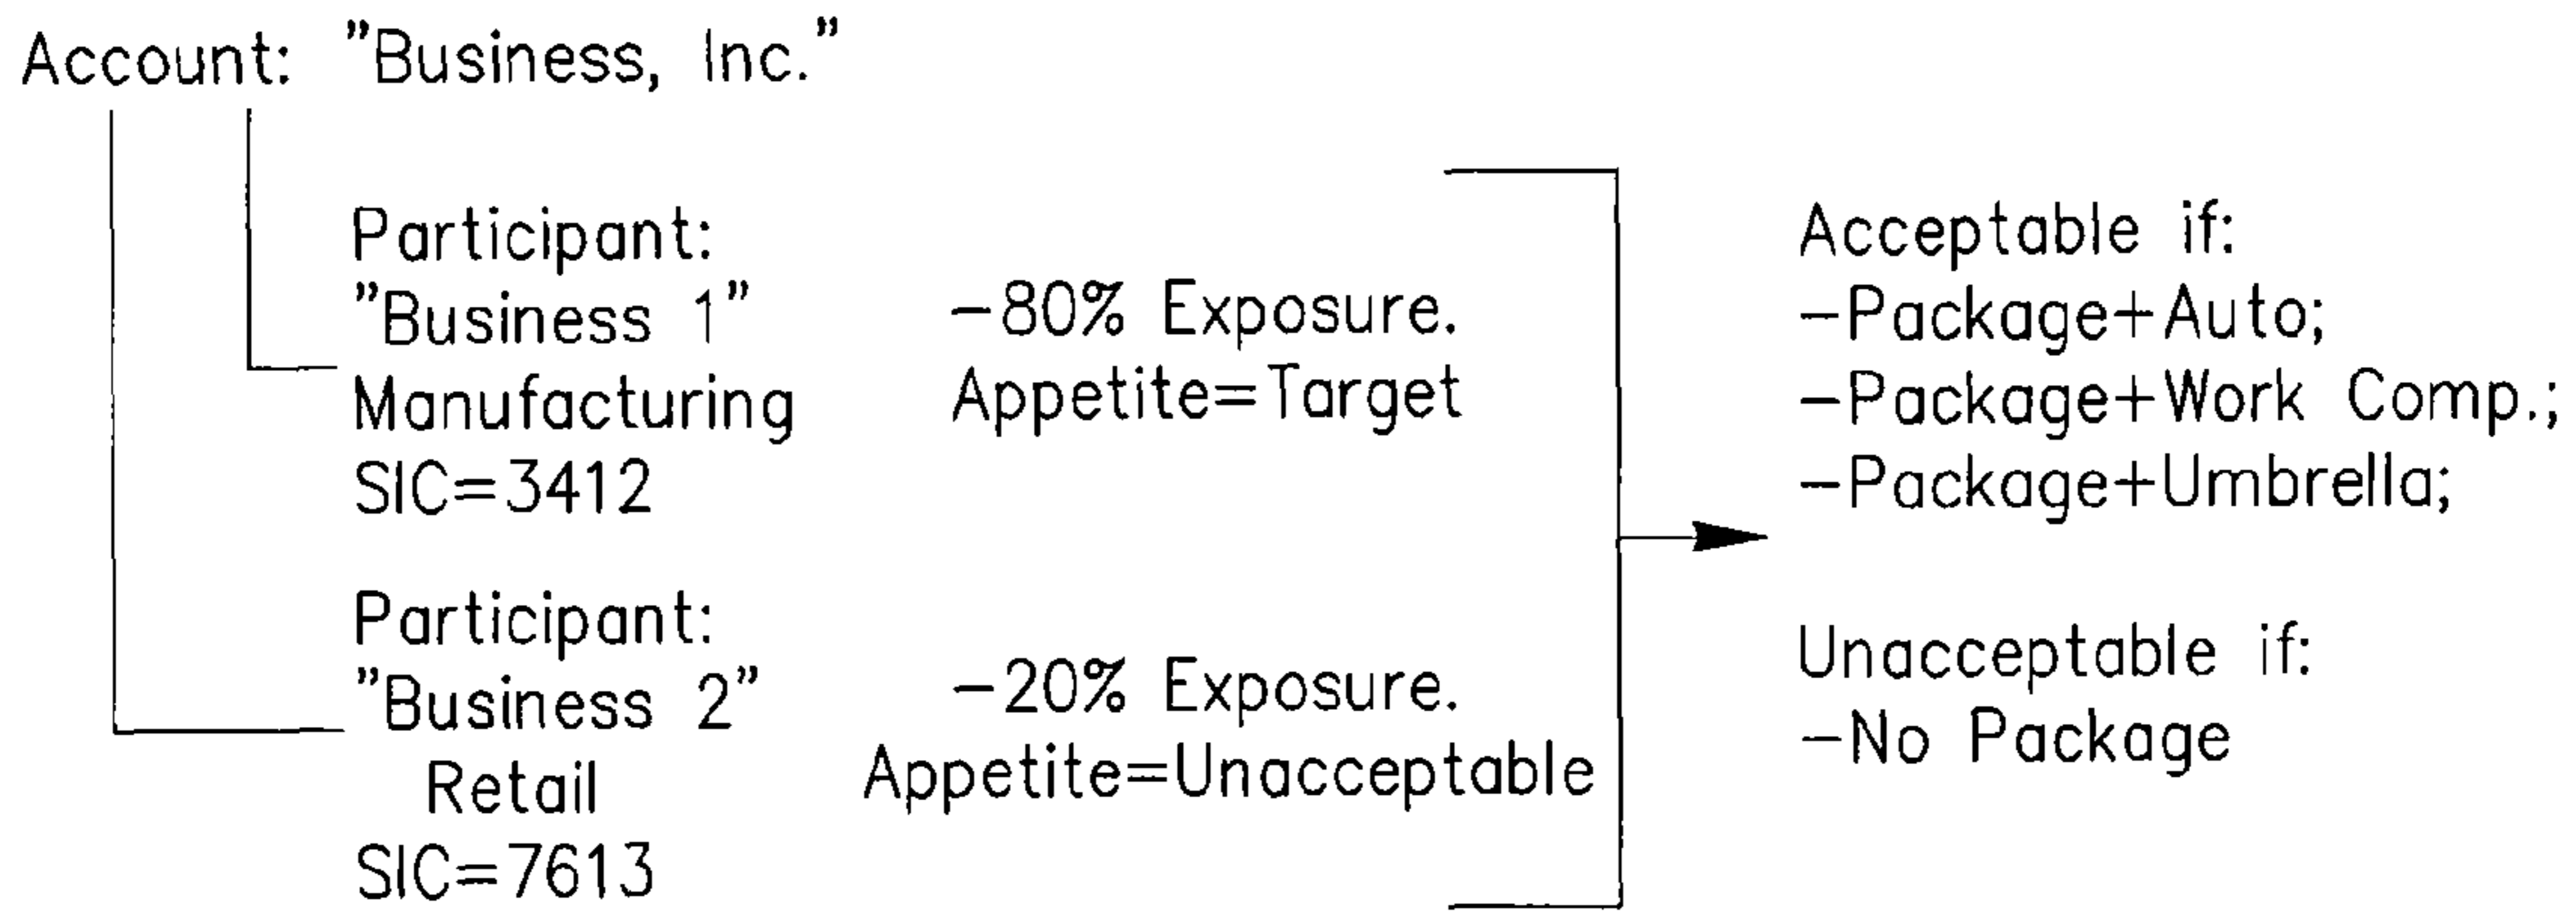 Account: "Business, Inc."
Participant:
"Business 1"
Manufacturing
SIC=3412
-80% Exposure.
Appetite=Target
Participant:
"Business 2"
Retail
SIC=7613
-20% Exposure.
Appetite=Unacceptable
Acceptable if:
-Package+Auto;
-Package+Work Comp.;
-Package+Umbrella;
Unacceptable if:
-No Package